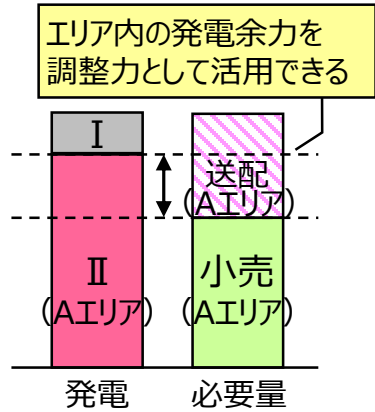 エリア内の発電余力を
調整力として活用できる
Ⅰ
送配
(Aエリア)
Ⅱ
(Aエリア)
小売
(Aエリア)
発電
必要量